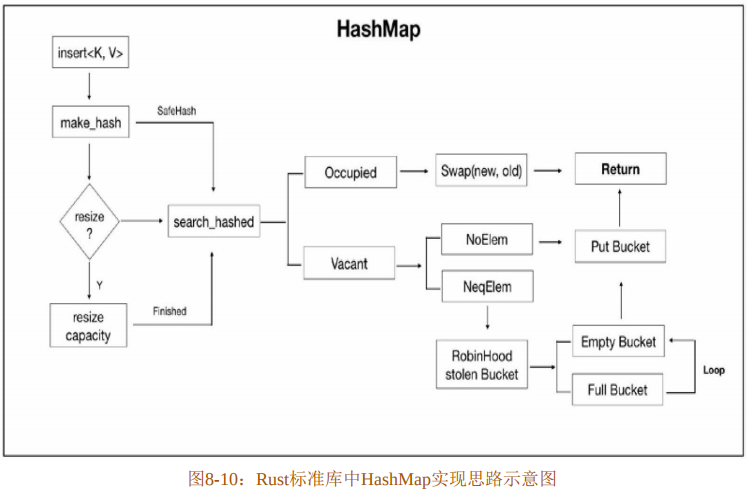 HashMap
insert<K, V>
make_hash
SafeHash
resize
?
Y
resize
capacity
Finished
search_hashed
Occupied
Swap(new, old)
Return
Vacant
NoElem
NeqElem
Put Bucket
RobinHood
stolen Bucket
Empty Bucket
Full Bucket
Loop
图8-10：Rust标准库中HashMap实现思路示意图